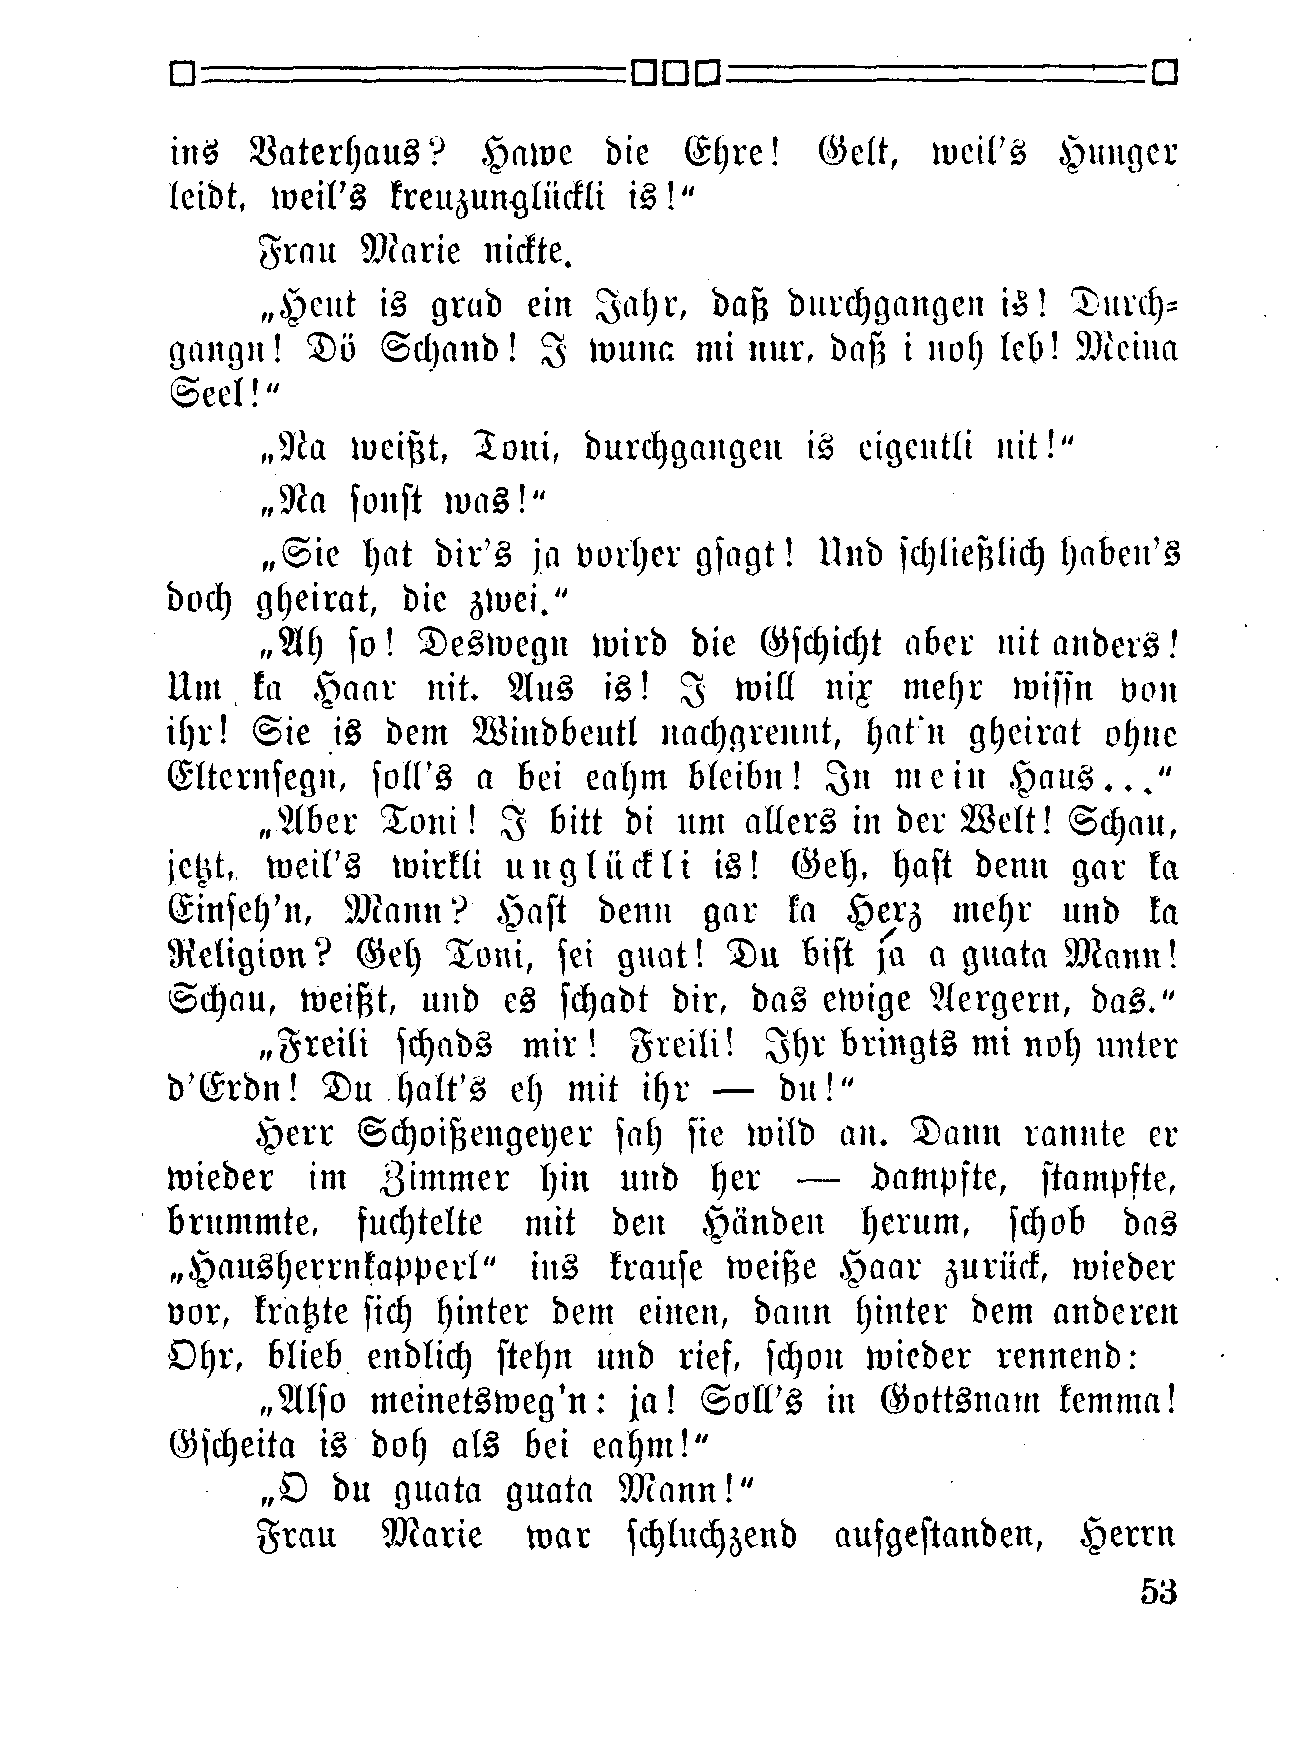 ins Vaterhaus? Hawe die Ehre! Gelt, weil's Hunger
leidt, weil's kreuzunglückli is!“
Frau Marie nickte.
„Heut is grad ein Jahr, daß durchgangen is! Durch-
gangn! Dö Schand! I wuna mi nur, daß i noh leb! Meina
Seel!“
„Na weißt, Toni, durchgangen is eigentli nit!“
„Na sonst was!“
„Sie hat dir's ja vorher gsagt! Und schließlich haben's
doch gheirat, die zwei.“
„Ah so! Deswegn wird die Gschicht aber nit anders!
Um ka Haar nit. Aus is! I will nix mehr wissn von
ihr! Sie is dem Windbeutl nachgrennt, hat'n gheirat ohne
Elternsegn, soll's a bei eahm bleibn! In mein Haus...“
„Aber Toni! I bitt di um allers in der Welt! Schau,
jetzt, weil's wirkli unglückli is! Geh, hast denn gar ka
Einseh'n, Mann? Hast denn gar ka Herz mehr und ka
Religion? Geh Toni, sei guat! Du bist ja a guata Mann!
Schau, weißt, und es schadt dir, das ewige Aergern, das.“
„Freili schads mir! Freili! Ihr bringts mi noh unter
d'Erdn! Du halt's eh mit ihr — du!“
Herr Schoißengeyer sah sie wild an. Dann rannte er
wieder im Zimmer hin und her — dampfte, stampfte,
brummte, fuchtelte mit den Händen herum, schob das
„Hausherrnkapperl“ ins krause weiße Haar zurück, wieder
vor, kratzte sich hinter dem einen, dann hinter dem anderen
Ohr, blieb endlich stehn und rief, schon wieder rennend:
„Also meinetsweg'n: ja! Soll's in Gottsnam kemma!
Gscheita is doh als bei eahm!“
„O du guata guata Mann!“
Frau Marie war schluchzend aufgestanden, Herrn
53